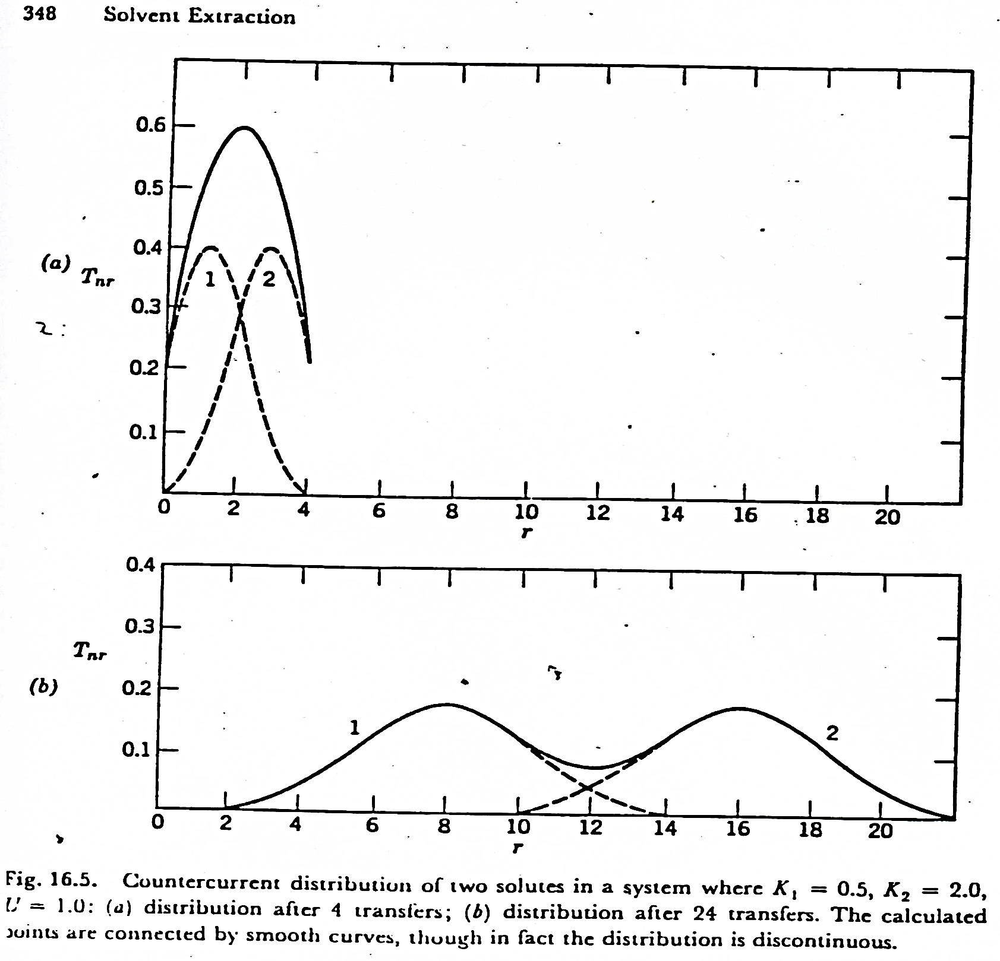 348 Solvent Extraction
0.6
0.5
0.4
(a) Tnr
1 2
0.3
2 :
0.2
0.1
0 2 4 6 8 10 12 14 16 18 20
r
0.4
0.3
Tnr
(b)
0.2
1 2
0.1
0 2 4 6 8 10 12 14 16 18 20
r
Fig. 16.5. Countercurrent distribution of two solutes in a system where K1 = 0.5, K2 = 2.0,
U = 1.0: (a) distribution after 4 transfers; (b) distribution after 24 transfers. The calculated
points are connected by smooth curves, though in fact the distribution is discontinuous.